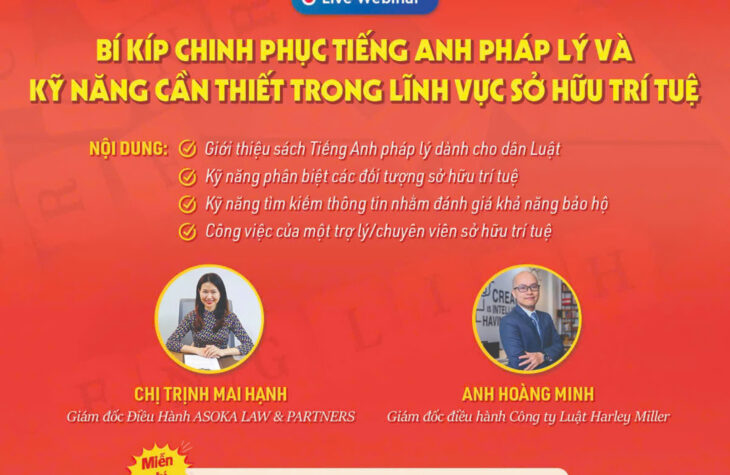 Live Webinar
BÍ KÍP CHINH PHỤC TIẾNG ANH PHÁP LÝ VÀ
KỸ NĂNG CẦN THIẾT TRONG LĨNH VỰC SỞ HỮU TRÍ TUỆ
NỘI DUNG: Giới thiệu sách Tiếng Anh pháp lý dành cho dân Luật
Kỹ năng phân biệt các đối tượng sở hữu trí tuệ
Kỹ năng tìm kiếm thông tin nhằm đánh giá khả năng bảo hộ
Công việc của một trợ lý/chuyên viên sở hữu trí tuệ
CHỊ TRỊNH MAI HẠNH
Giám đốc Điều Hành ASOKA LAW & PARTNERS
ANH HOÀNG MINH
Giám đốc điều hành Công ty Luật Harley Miller
Miễn